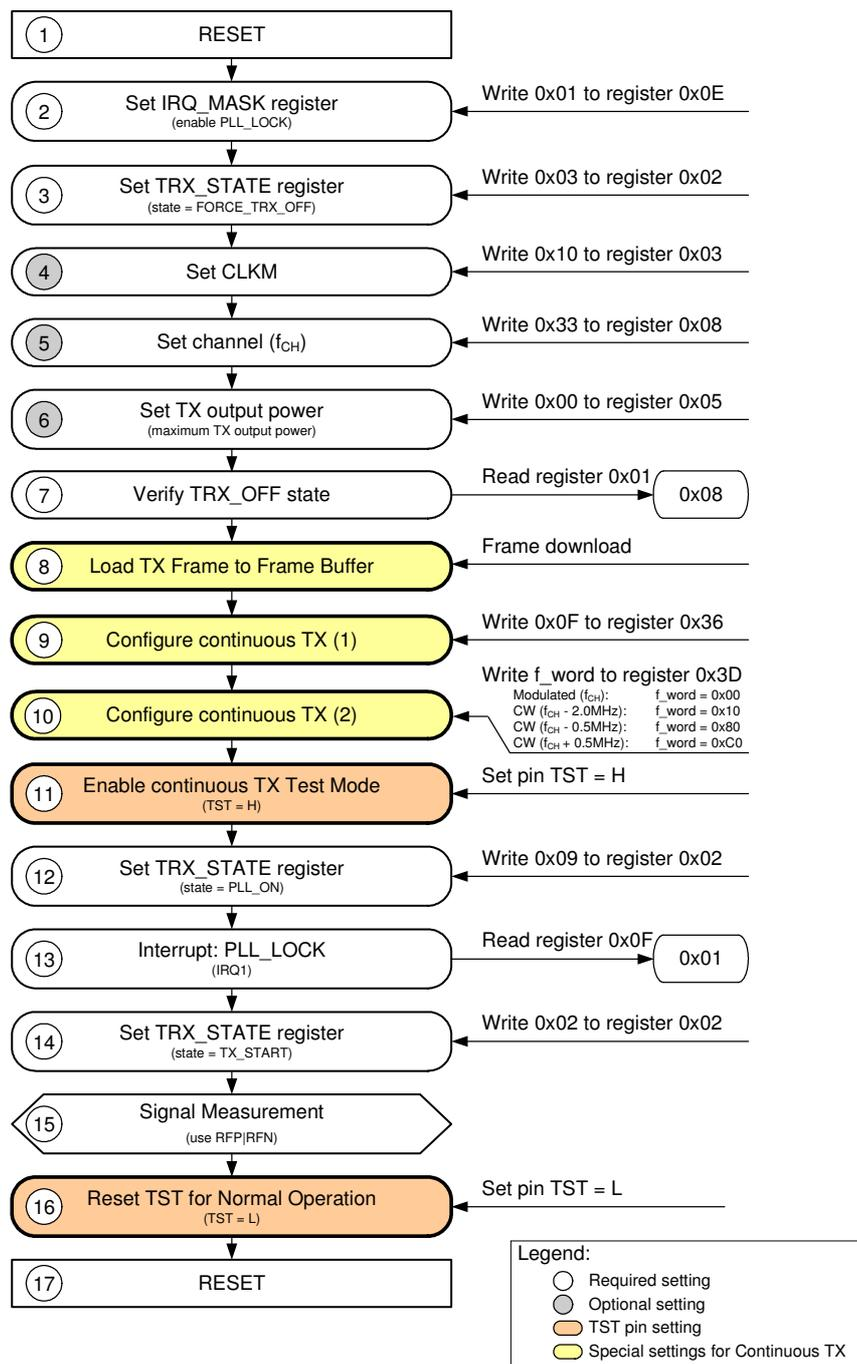 1 RESET
2 Set IRQ_MASK register
(enable PLL_LOCK)
Write 0x01 to register 0x0E
3 Set TRX_STATE register
(state = FORCE_TRX_OFF)
Write 0x03 to register 0x02
4 Set CLKM
Write 0x10 to register 0x03
5 Set channel (fCH)
Write 0x33 to register 0x08
6 Set TX output power
(maximum TX output power)
Write 0x00 to register 0x05
7 Verify TRX_OFF state
Read register 0x01
0x08
8 Load TX Frame to Frame Buffer
Frame download
9 Configure continuous TX (1)
Write 0x0F to register 0x36
10 Configure continuous TX (2)
Write f_word to register 0x3D
Modulated (fCH): f_word = 0x00
CW (fCH - 2.0MHz): f_word = 0x10
CW (fCH - 0.5MHz): f_word = 0x80
CW (fCH + 0.5MHz): f_word = 0xC0
11 Enable continuous TX Test Mode
(TST = H)
Set pin TST = H
12 Set TRX_STATE register
(state = PLL_ON)
Write 0x09 to register 0x02
13 Interrupt: PLL_LOCK
(IRQ1)
Read register 0x0F
0x01
14 Set TRX_STATE register
(state = TX_START)
Write 0x02 to register 0x02
15 Signal Measurement
(use RFP|RFN)
16 Reset TST for Normal Operation
(TST = L)
Set pin TST = L
17 RESET
Legend:
Required setting
Optional setting
TST pin setting
Special settings for Continuous TX